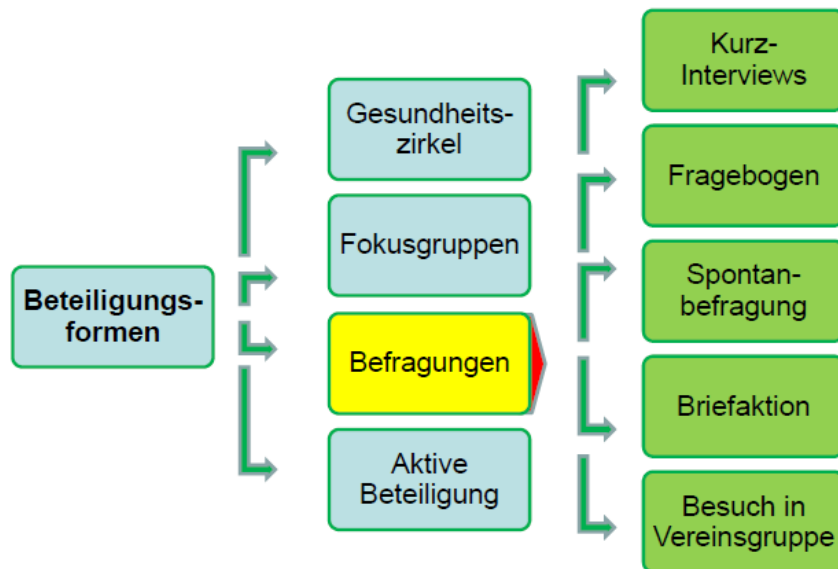 Beteiligungs-
formen
Gesundheits-
zirkel
Fokusgruppen
Befragungen
Aktive
Beteiligung
Kurz-
Interviews
Fragebogen
Spontan-
befragung
Briefaktion
Besuch in
Vereinsgruppe